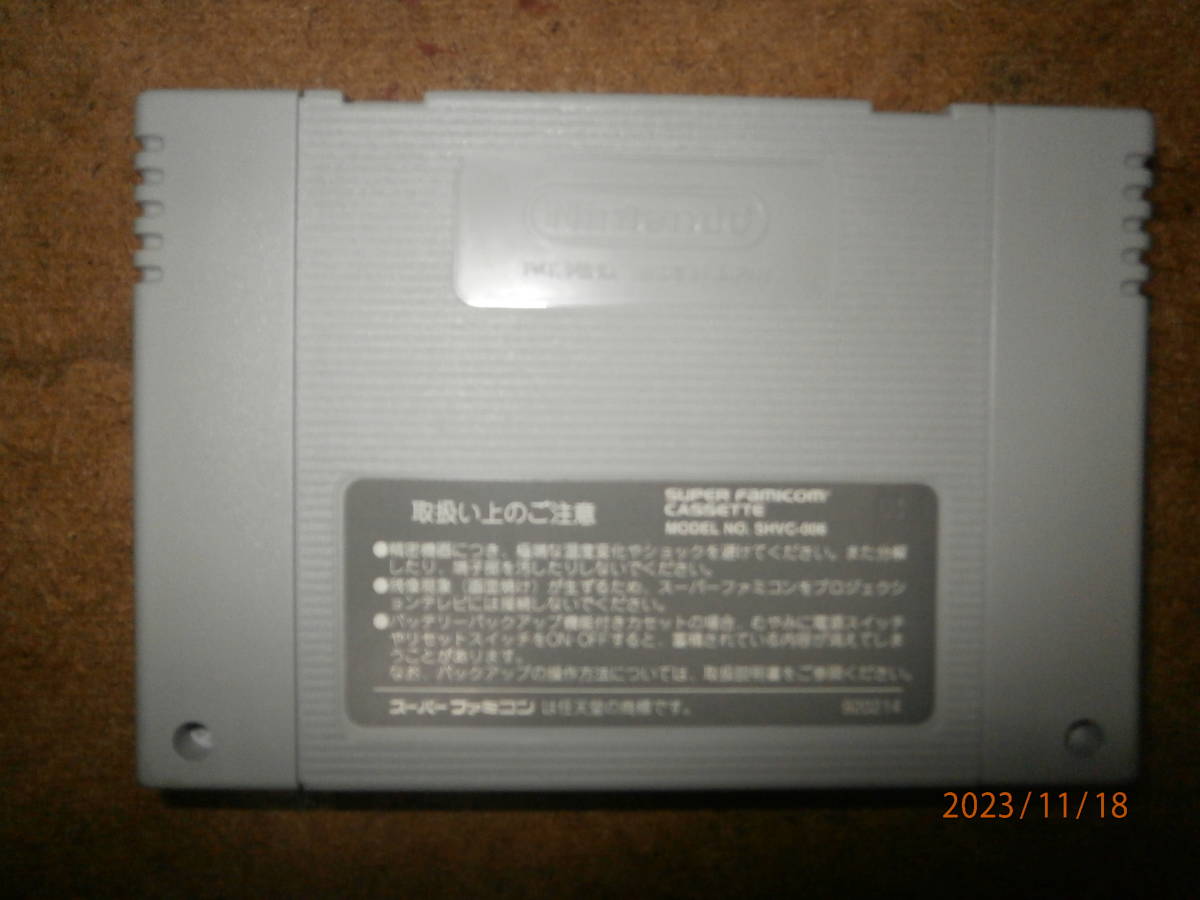 Nintendo
取扱い上のご注意
SUPER FAMICOM
CASSETTE
MODEL NO. SHVC-006
●精密機器につき、極端な温度変化やショックを避けてください。また分解
したり、端子部を汚したりしないでください。
●残像現象（画面焼け）が生ずるため、スーパーファミコンをプロジェクシ
ョンテレビには接続しないでください。
●バッテリーバックアップ機能付きカセットの場合、むやみに電源スイッチ
やリセットスイッチをON OFFすると、蓄積されている内容が消えてしま
うことがあります。
なお、バックアップの操作方法については、取扱説明書をご参照ください。
スーパーファミコン は任天堂の商標です。
920214
2023/11/18